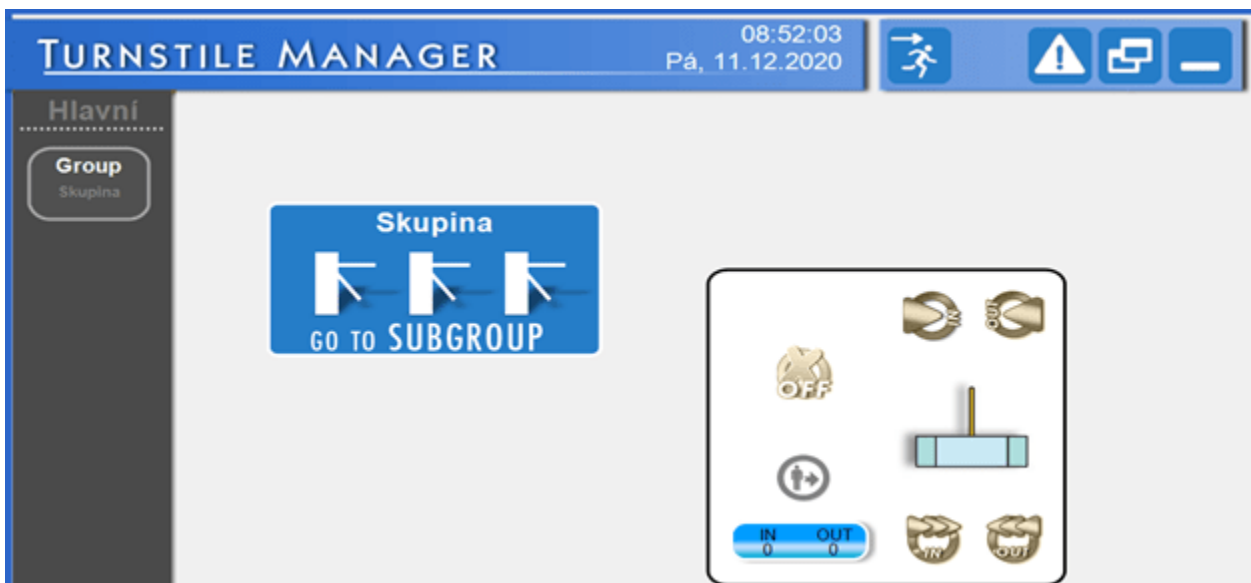 TURNSTILE MANAGER
08:52:03
Pá, 11.12.2020
Hlavní
Group
Skupina
Skupina
GO TO SUBGROUP
IN OUT
OFF
IN OUT
0 0
IN OUT